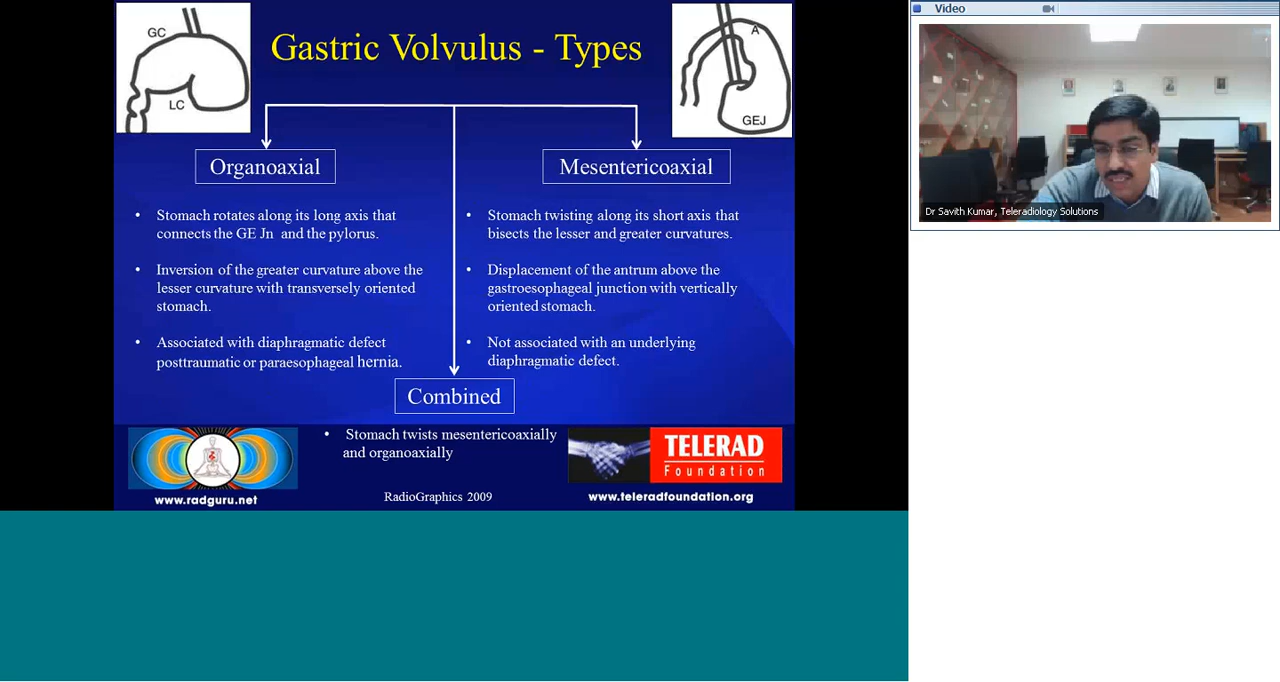 Gastric Volvulus - Types
GC
LC
A
GEJ
Organoaxial
• Stomach rotates along its long axis that
connects the GE Jn and the pylorus.
• Inversion of the greater curvature above the
lesser curvature with transversely oriented
stomach.
• Associated with diaphragmatic defect
posttraumatic or paraesophageal hernia.
Mesentericoaxial
• Stomach twisting along its short axis that
bisects the lesser and greater curvatures.
• Displacement of the antrum above the
gastroesophageal junction with vertically
oriented stomach.
• Not associated with an underlying
diaphragmatic defect.
Combined
• Stomach twists mesentericoaxially
and organoaxially
www.radguru.net
RadioGraphics 2009
TELERAD
Foundation
www.teleradfoundation.org
Video
Dr Savith Kumar, Teleradiology Solutions